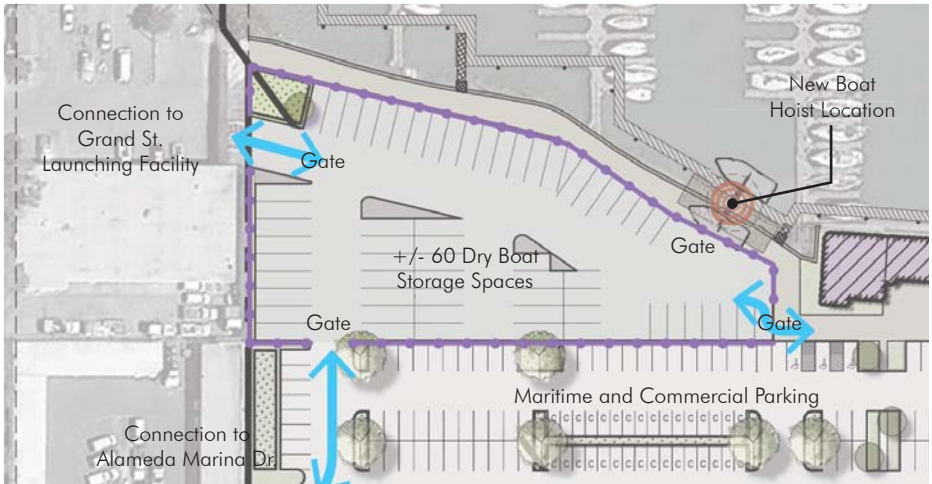 New Boat
Hoist Location
Connection to
Grand St.
Launching Facility
Gate
Gate
+/- 60 Dry Boat
Storage Spaces
Gate
Gate
Maritime and Commercial Parking
Connection to
Alameda Marina Dr.